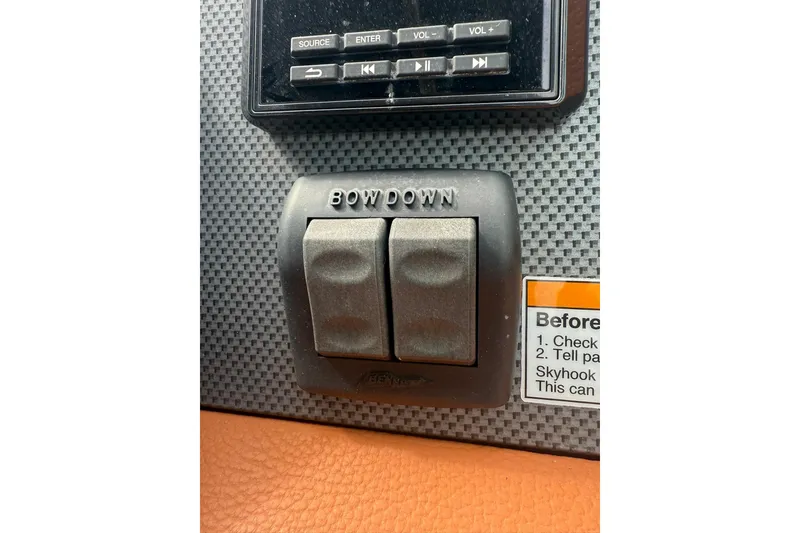 SOURCE ENTER VOL - VOL +
BOW DOWN
Before
1. Check
2. Tell pa
Skyhook
This can